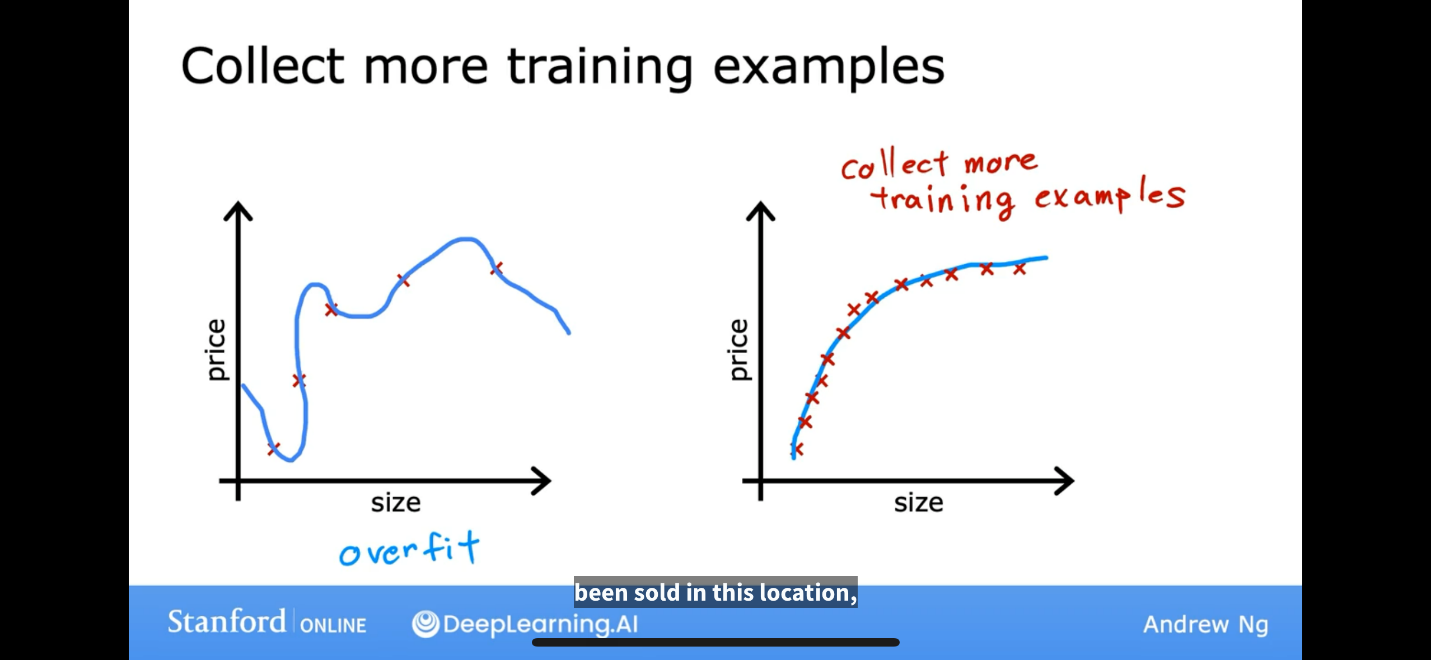 Collect more training examples
collect more
training examples
price
size
overfit
price
size
been sold in this location,
Stanford ONLINE
DeepLearning.AI
Andrew Ng